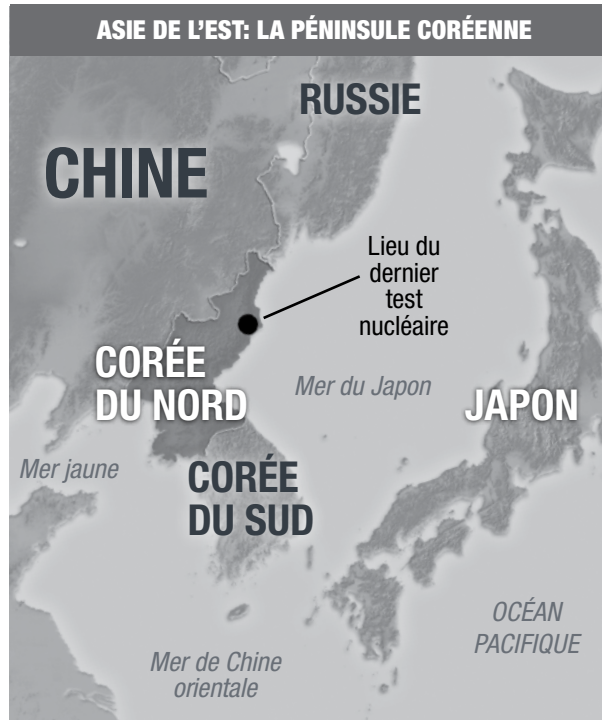 ASIE DE L'EST: LA PÉNINSULE CORÉENNE
RUSSIE
CHINE
Lieu du
dernier
test
nucléaire
CORÉE
DU NORD
Mer du Japon
JAPON
Mer jaune
CORÉE
DU SUD
OCÉAN
PACIFIQUE
Mer de Chine
orientale